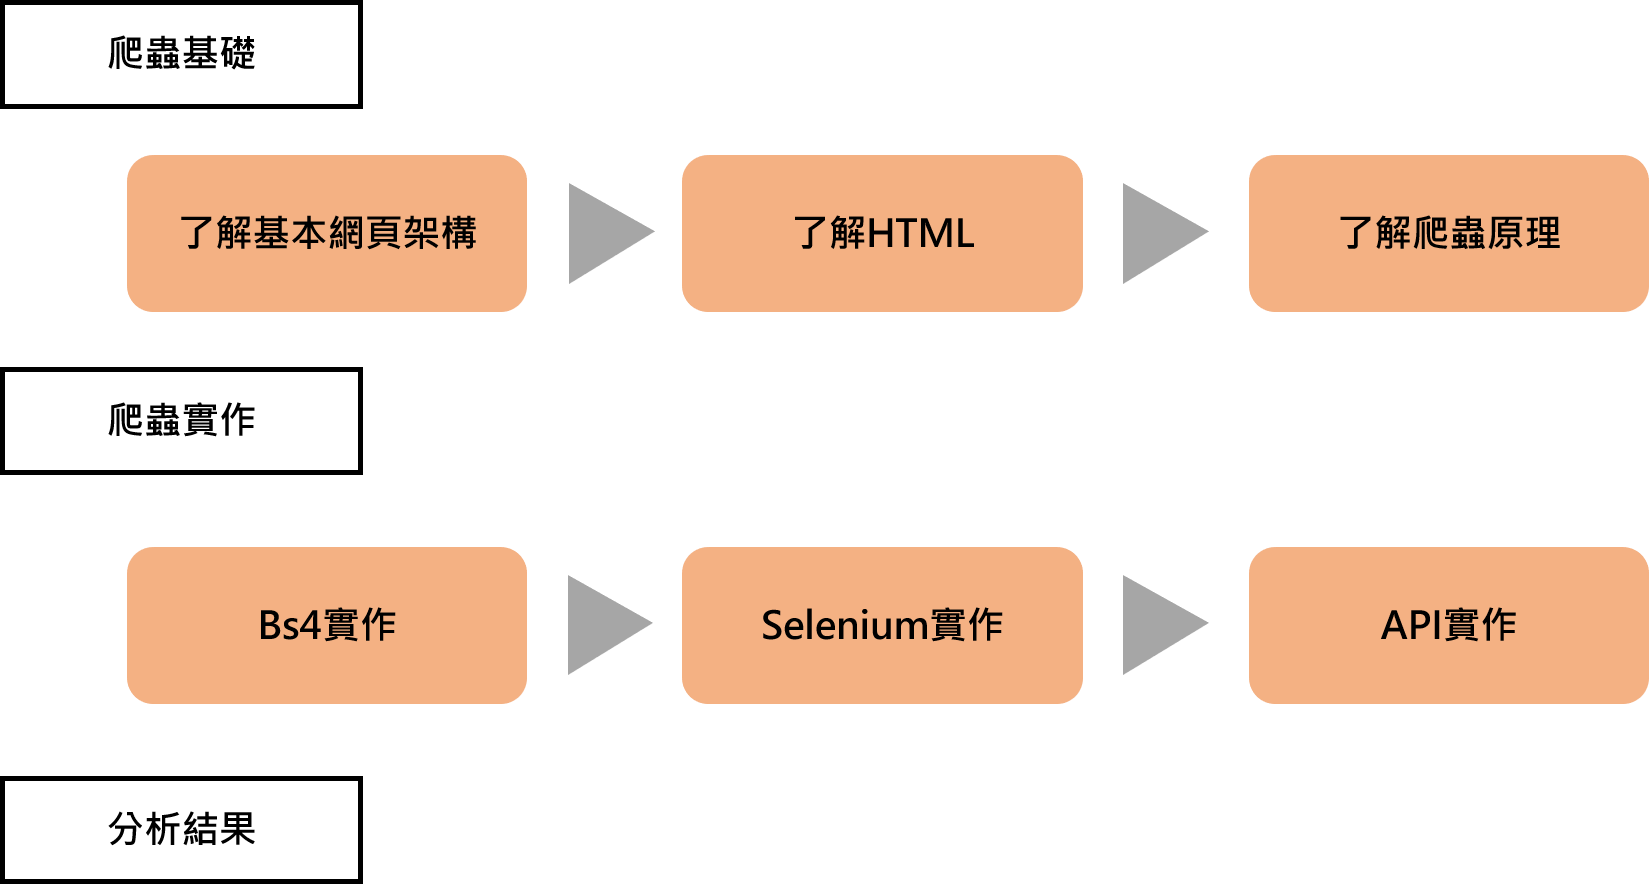 爬蟲基礎
了解基本網頁架構
了解HTML
了解爬蟲原理
爬蟲實作
Bs4實作
Selenium實作
API實作
分析結果